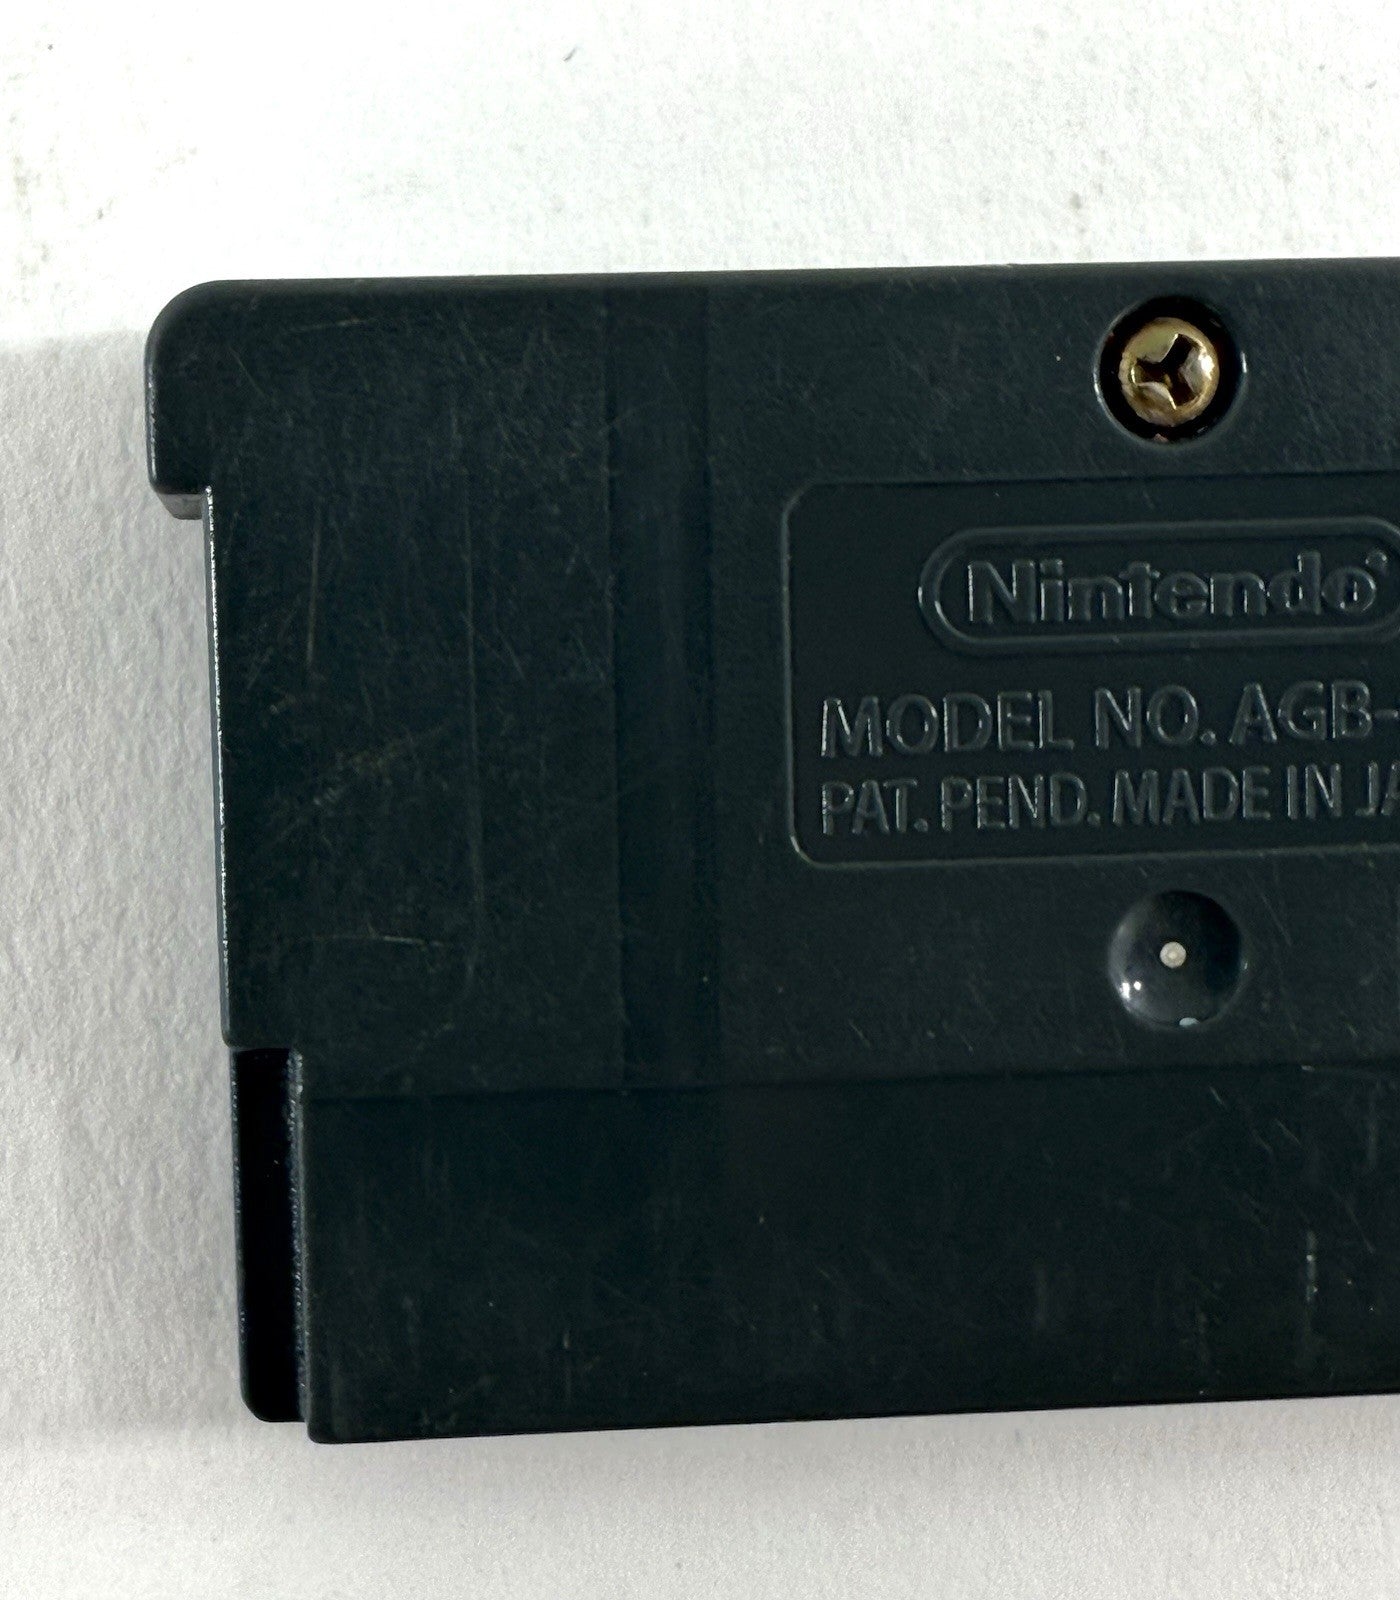 Nintendo
MODEL NO. AGB-
PAT. PEND. MADE IN JA